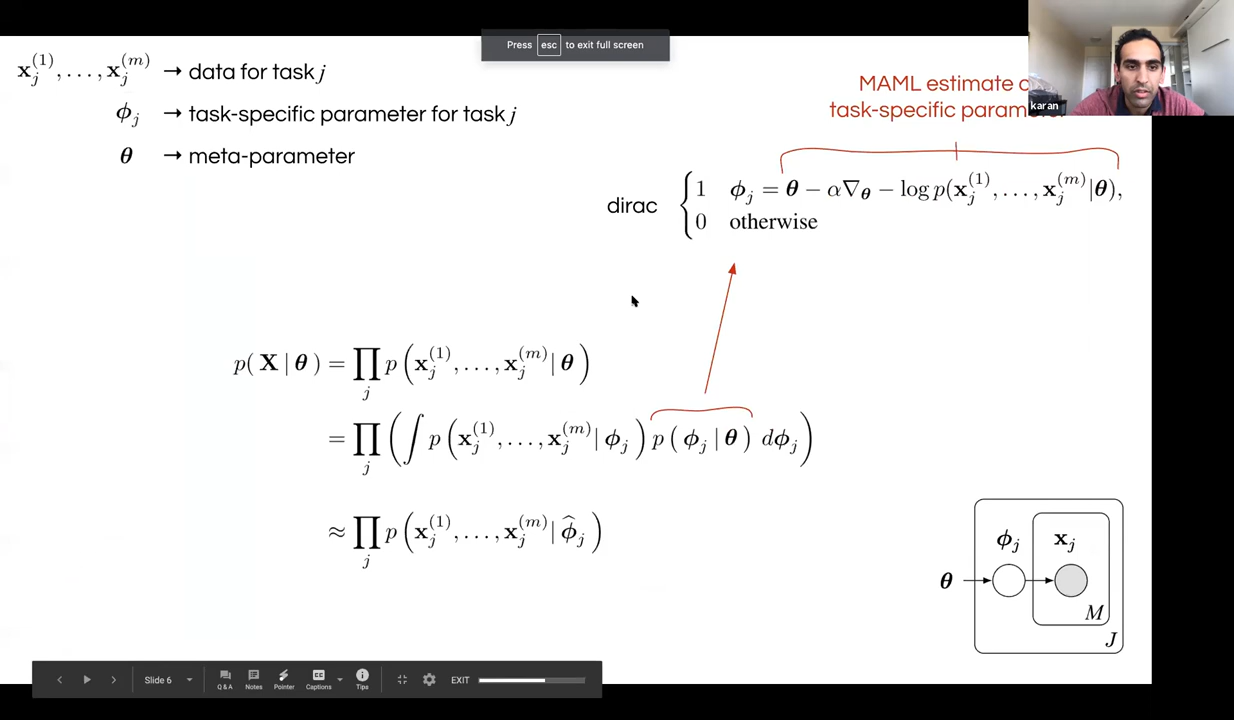 Press esc to exit full screen
karan
x_j^{(1)}, …, x_j^{(m)} → data for task j
ϕ_j → task-specific parameter for task j
θ → meta-parameter
MAML estimate
task-specific
dirac { 1 ϕ_j = θ − α∇_θ − log p(x_j^{(1)}, …, x_j^{(m)}|θ),
0 otherwise
p( X | θ ) = ∏_j p ( x_j^{(1)}, …, x_j^{(m)} | θ )
= ∏_j ( ∫ p ( x_j^{(1)}, …, x_j^{(m)} | ϕ_j ) p ( ϕ_j | θ ) dϕ_j )
≈ ∏_j p ( x_j^{(1)}, …, x_j^{(m)} | ϕ̂_j )
ϕ_j x_j
θ
M
J
Slide 6
Q & A Notes Pointer Captions Tips
EXIT